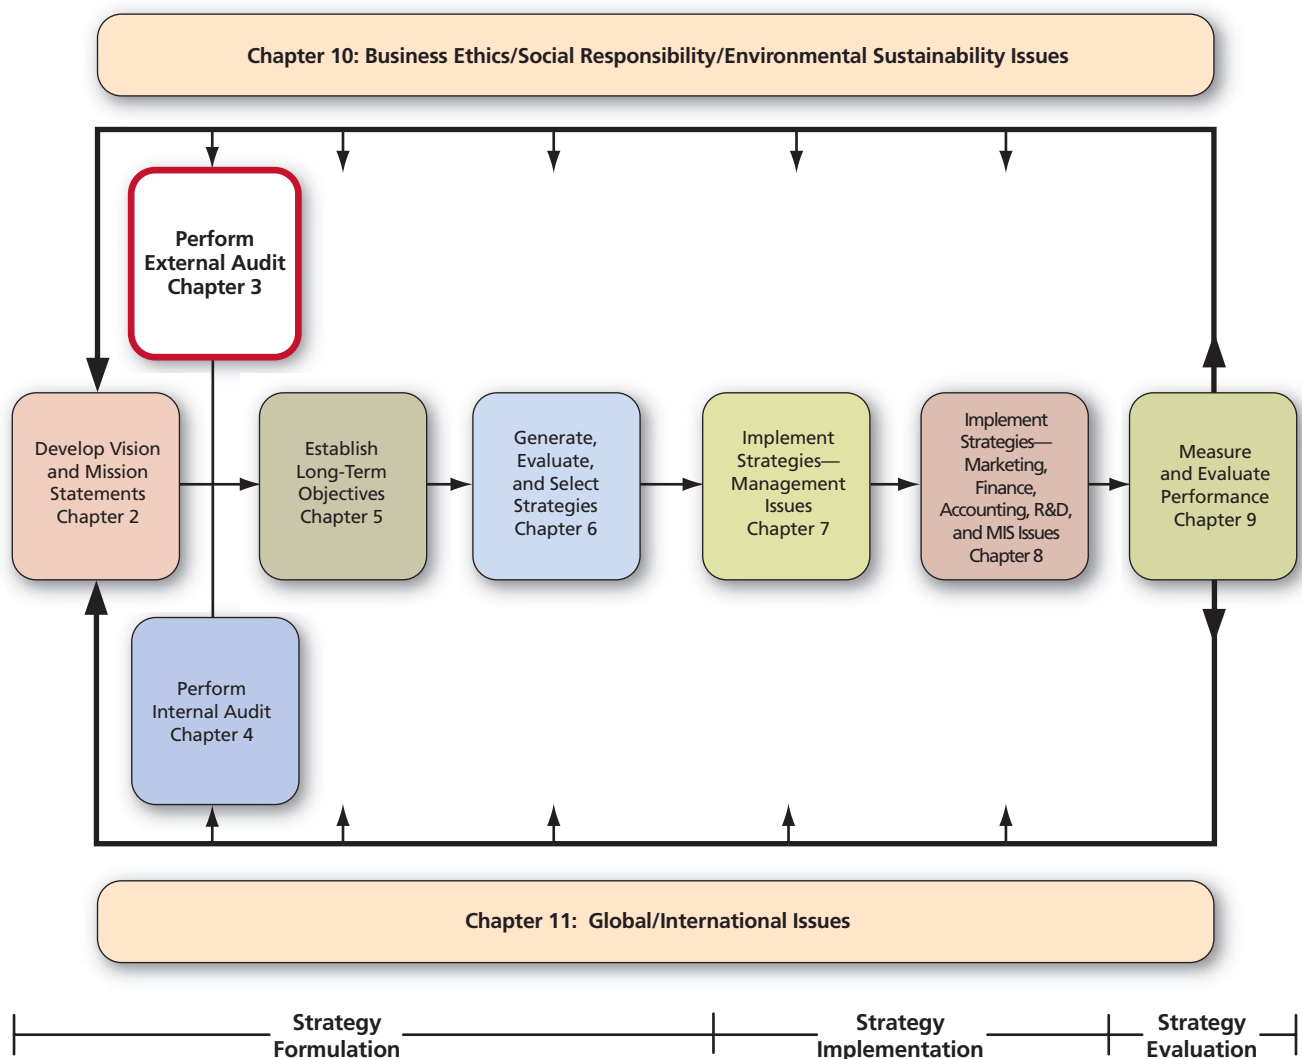 Chapter 10: Business Ethics/Social Responsibility/Environmental Sustainability Issues
Perform
External Audit
Chapter 3
Develop Vision
and Mission
Statements
Chapter 2
Establish
Long-Term
Objectives
Chapter 5
Generate,
Evaluate,
and Select
Strategies
Chapter 6
Implement
Strategies—
Management
Issues
Chapter 7
Implement
Strategies—
Marketing,
Finance,
Accounting, R&D,
and MIS Issues
Chapter 8
Measure
and Evaluate
Performance
Chapter 9
Perform
Internal Audit
Chapter 4
Chapter 11:  Global/International Issues
Strategy
Formulation
Strategy
Implementation
Strategy
Evaluation